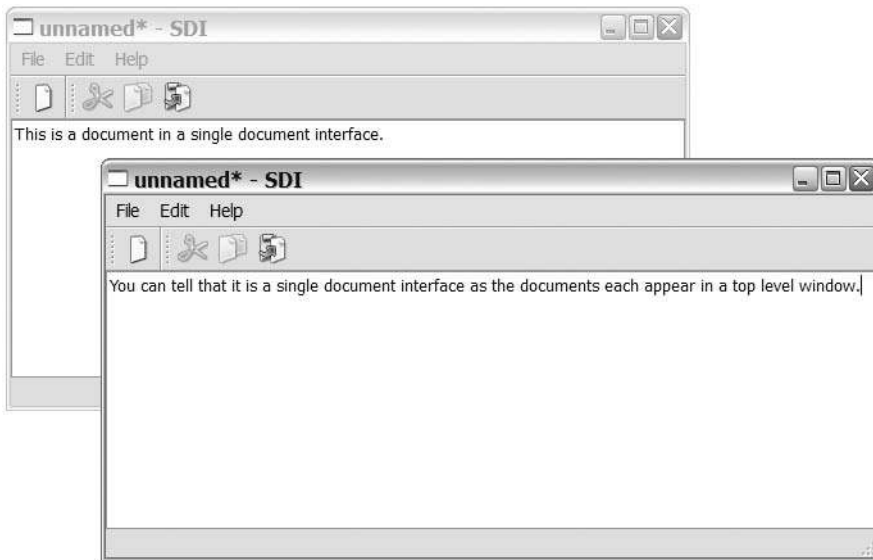 unnamed* - SDI
File Edit Help
This is a document in a single document interface.
unnamed* - SDI
File Edit Help
You can tell that it is a single document interface as the documents each appear in a top level window.